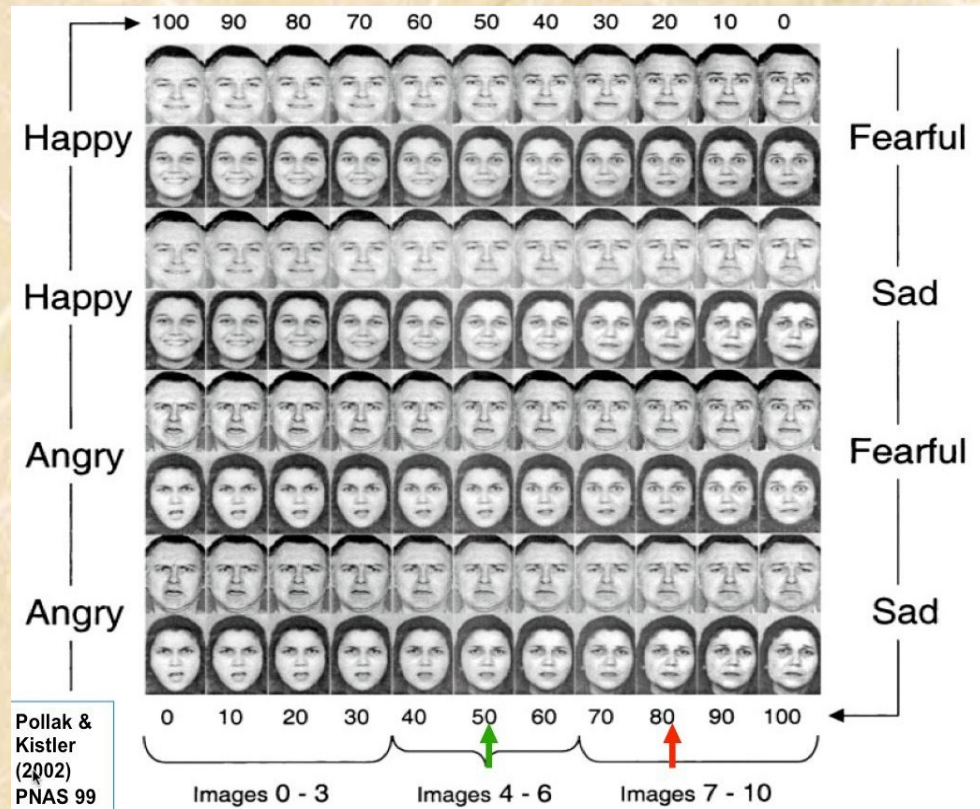 100 90 80 70 60 50 40 30 20 10 0
Happy
Fearful
Happy
Sad
Angry
Fearful
Angry
Sad
0 10 20 30 40 50 60 70 80 90 100
Images 0 - 3
Images 4 - 6
Images 7 - 10
Pollak &
Kistler
(2002)
PNAS 99